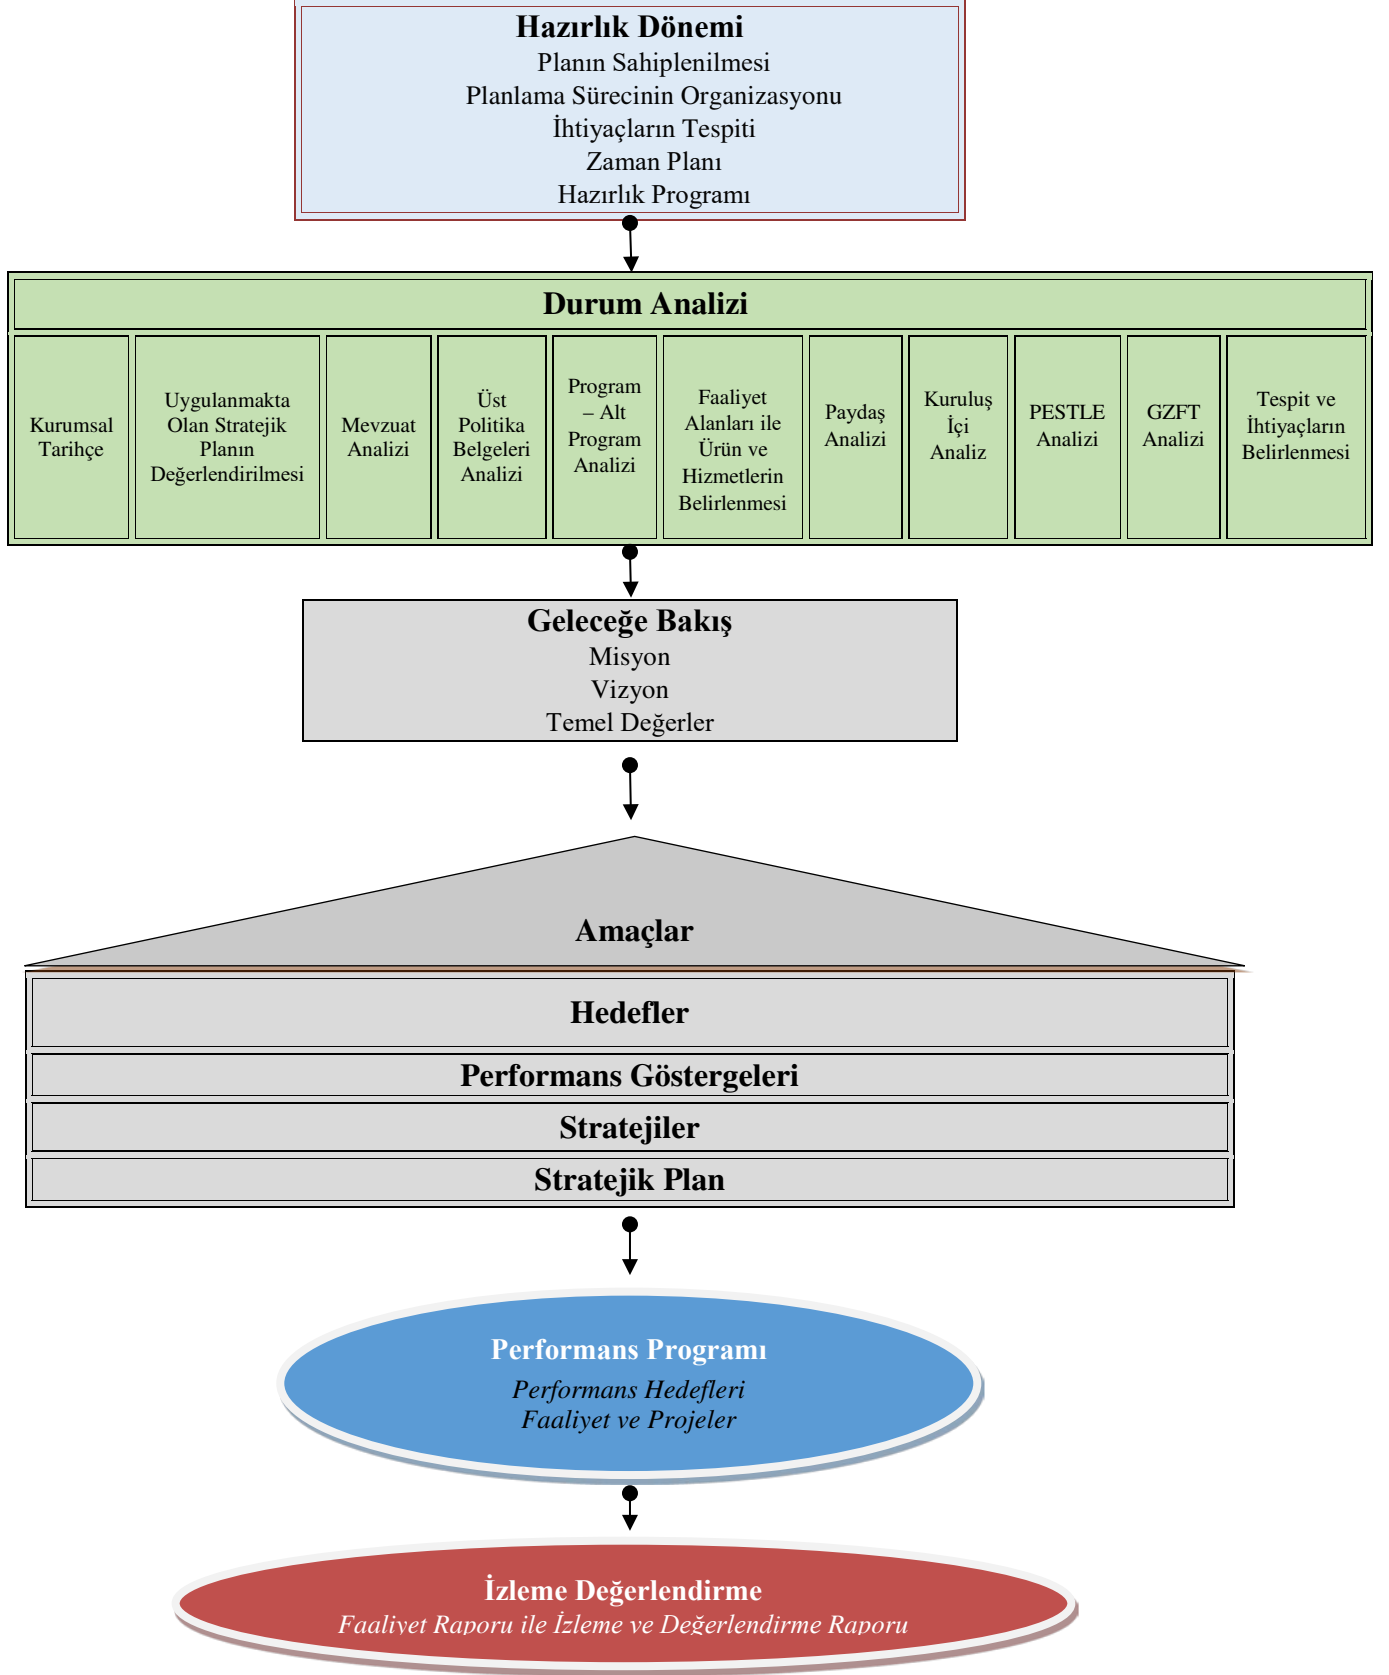 Hazırlık Dönemi
Planın Sahiplenilmesi
Planlama Sürecinin Organizasyonu
İhtiyaçların Tespiti
Zaman Planı
Hazırlık Programı
Durum Analizi
Kurumsal
Tarihçe
Uygulanmakta
Olan Stratejik
Planın
Değerlendirilmesi
Mevzuat
Analizi
Üst
Politika
Belgeleri
Analizi
Program
– Alt
Program
Analizi
Faaliyet
Alanları ile
Ürün ve
Hizmetlerin
Belirlenmesi
Paydaş
Analizi
Kuruluş
İçi
Analiz
PESTLE
Analizi
GZFT
Analizi
Tespit ve
İhtiyaçların
Belirlenmesi
Geleceğe Bakış
Misyon
Vizyon
Temel Değerler
Amaçlar
Hedefler
Performans Göstergeleri
Stratejiler
Stratejik Plan
Performans Programı
Performans Hedefleri
Faaliyet ve Projeler
İzleme Değerlendirme
Faaliyet Raporu ile İzleme ve Değerlendirme Raporu